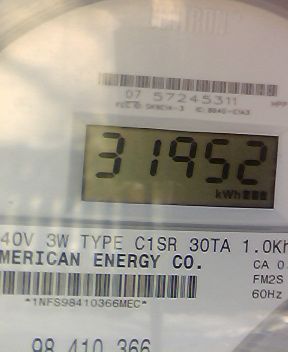 ITRON
07 57245311
31952
kWh
40V 3W TYPE C1SR 30TA 1.0Kh
MERICAN ENERGY CO.
CA 0.
FM2S
60Hz
*1NFS98410366MEC*
98 410 366